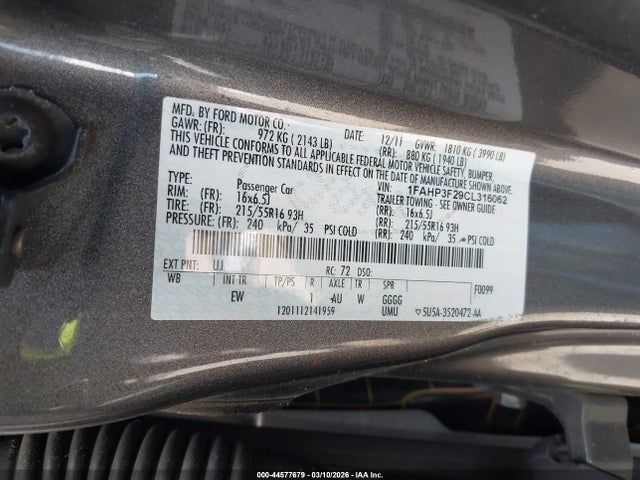 MFD. BY FORD MOTOR CO. DATE: 12/11 GVWR: 1810 KG ( 3990 LB)
GAWR: (FR): 972 KG ( 2143 LB) (RR): 880 KG ( 1940 LB)
THIS VEHICLE CONFORMS TO ALL APPLICABLE FEDERAL MOTOR VEHICLE SAFETY, BUMPER
AND THEFT PREVENTION STANDARDS IN EFFECT ON THE DATE OF MANUFACTURE SHOWN ABOVE.
VIN: 1FAHP3F29CL316062
TYPE: Passenger Car TRAILER TOWING - SEE OWNER GUIDE
RIM: (FR): 16x6.5J (RR): 16x6.5J
TIRE: (FR): 215/55R16 93H (RR): 215/55R16 93H
PRESSURE: (FR): 240 kPa/ 35 PSI COLD (RR): 240 kPa/ 35 PSI COLD
EXT PNT: UJ RC: 72 DSO: F0099
WB INT TR TP/PS R AXLE TR SPR
EW 1 AU W GGGG
T201112141959 UMU ▽5U5A-3520472-AA
000-44577679 - 03/10/2026 - IAA Inc.